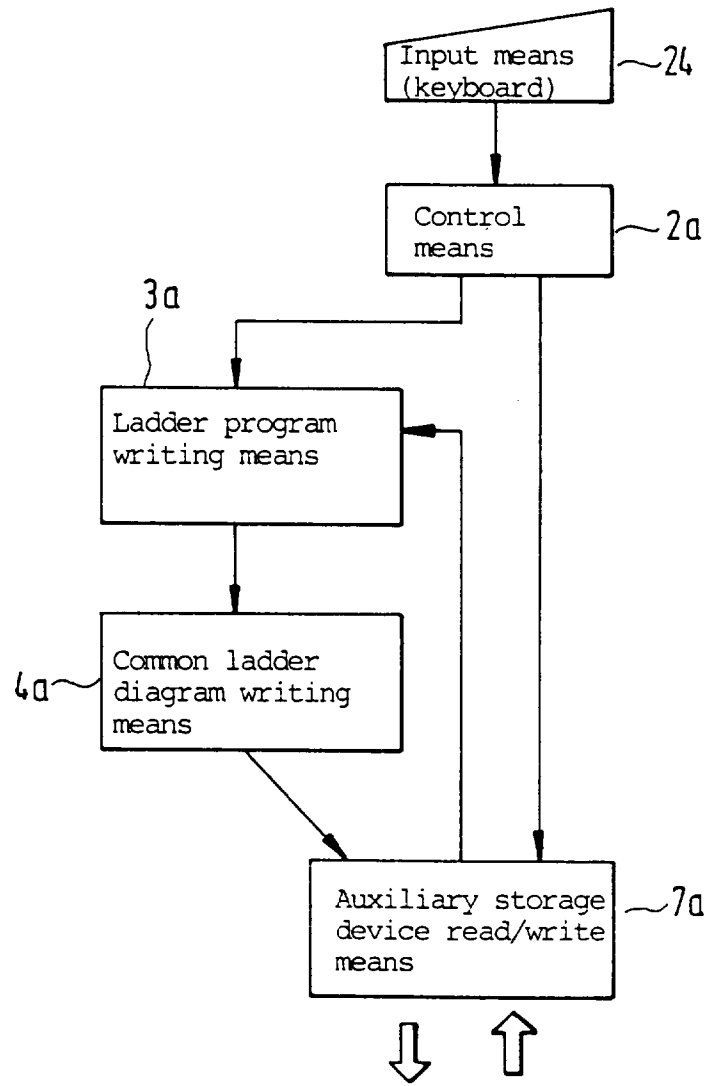 Input means
(keyboard)
24
Control
means
2a
3a
Ladder program
writing means
Common ladder
diagram writing
means
4a
Auxiliary storage
device read/write
means
7a